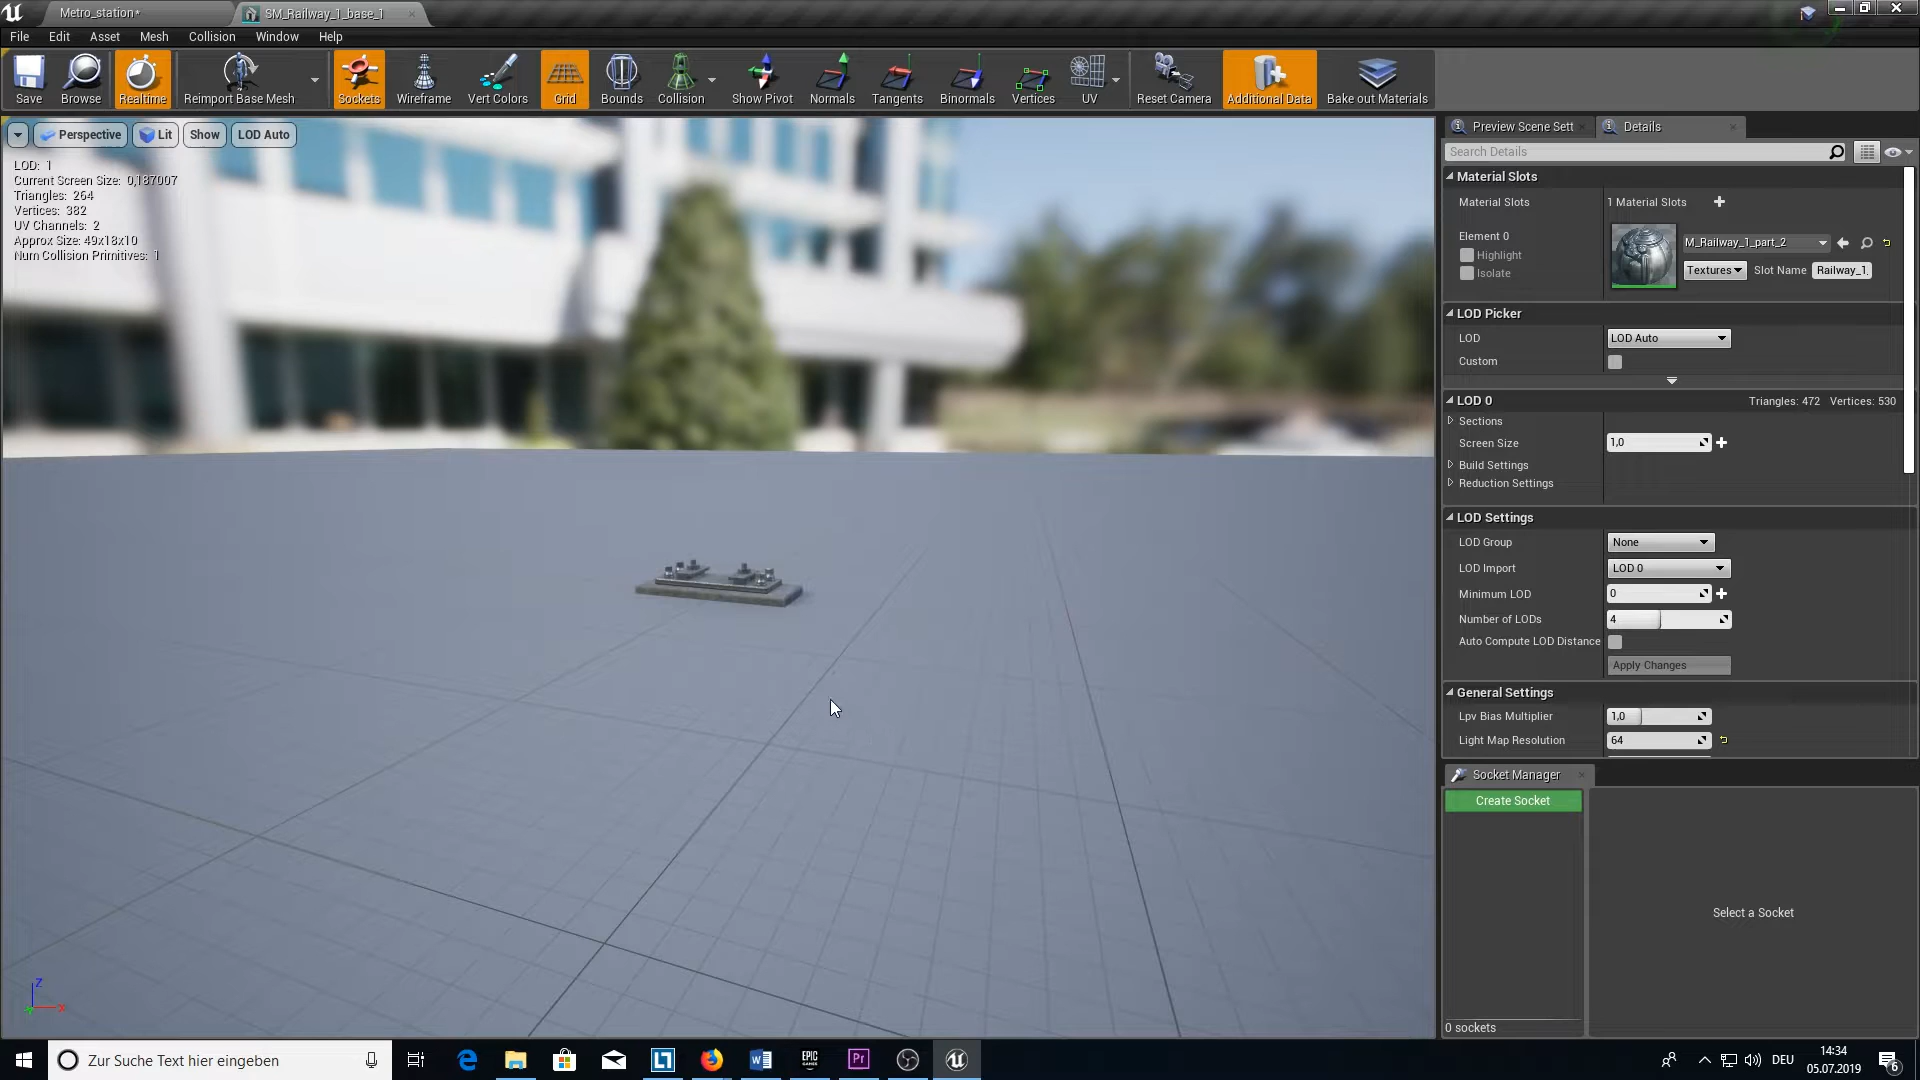 Metro_station*
SM_Railway_1_base_1
File Edit Asset Mesh Collision Window Help
Save Browse Realtime Reimport Base Mesh Sockets Wireframe Vert Colors Grid Bounds Collision Show Pivot Normals Tangents Binormals Vertices UV Reset Camera Additional Data Bake out Materials
Perspective Lit Show LOD Auto
LOD: 1
Current Screen Size: 0,187007
Triangles: 264
Vertices: 382
UV Channels: 2
Approx Size: 49x18x10
Num Collision Primitives: 1
Z
X
Preview Scene Sett
Details
Search Details
Material Slots
Material Slots 1 Material Slots
Element 0
Highlight
Isolate
M_Railway_1_part_2
Textures Slot Name Railway_1_
LOD Picker
LOD LOD Auto
Custom
LOD 0 Triangles: 472 Vertices: 530
Sections
Screen Size 1,0
Build Settings
Reduction Settings
LOD Settings
LOD Group None
LOD Import LOD 0
Minimum LOD 0
Number of LODs 4
Auto Compute LOD Distance
Apply Changes
General Settings
Lpv Bias Multiplier 1,0
Light Map Resolution 64
Socket Manager
Create Socket
Select a Socket
0 sockets
Zur Suche Text hier eingeben
EPIC
GAMES
Pr
DEU
14:34
05.07.2019
6